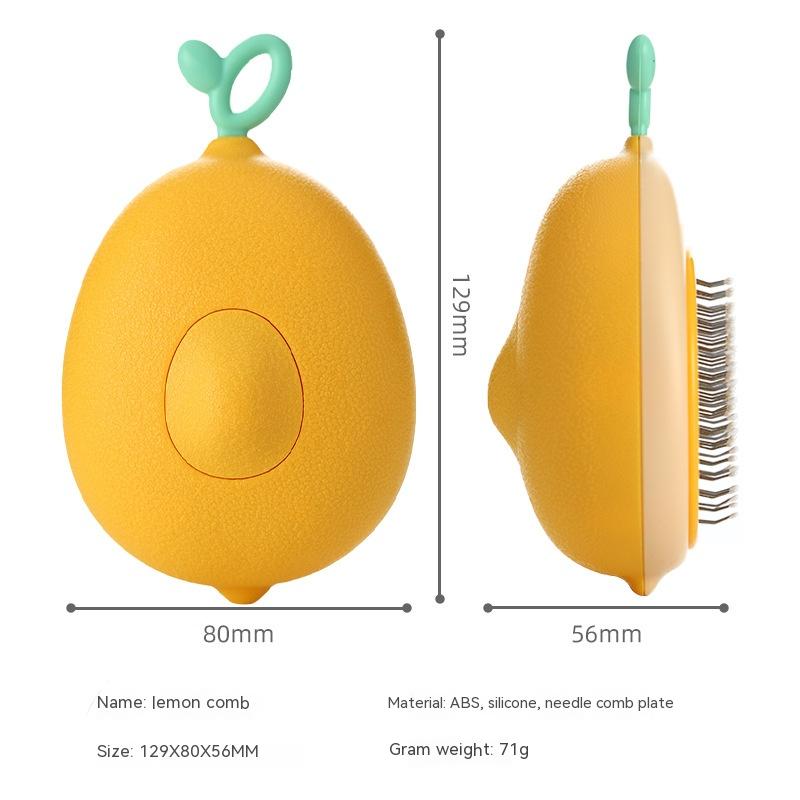 129mm
80mm
56mm
Name: lemon comb
Material: ABS, silicone, needle comb plate
Size: 129X80X56MM
Gram weight: 71g